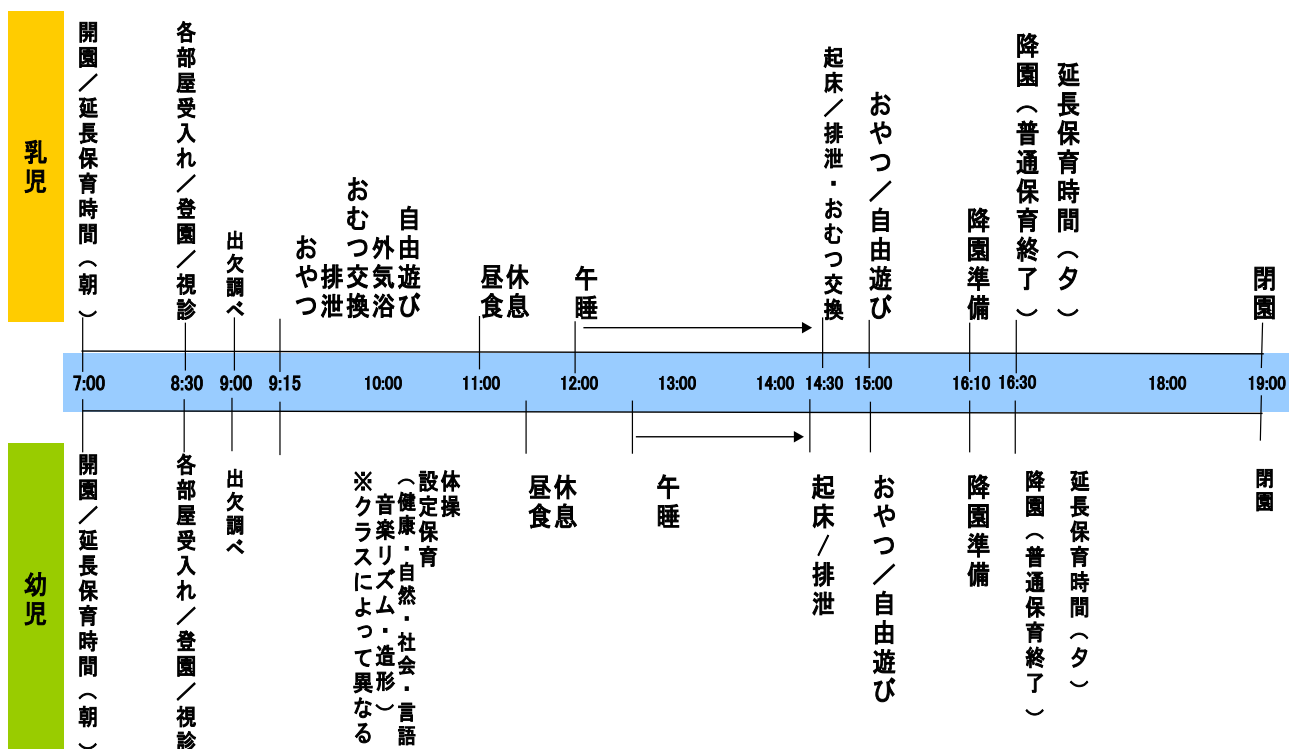 乳児
開園／延長保育時間（朝）
各部屋受入れ／登園／視診
出欠調べ
おやつ
排泄
おむつ交換
外気浴
自由遊び
昼食
休息
午睡
起床／排泄・おむつ交換
おやつ／自由遊び
降園準備
降園（普通保育終了）
延長保育時間（夕）
閉園
7:00
8:30
9:00
9:15
10:00
11:00
12:00
13:00
14:00
14:30
15:00
16:10
16:30
18:00
19:00
幼児
開園／延長保育時間（朝）
各部屋受入れ／登園／視診
出欠調べ
体操
設定保育
（健康・自然・社会・言語
音楽リズム・造形）
※クラスによって異なる
昼食
休息
午睡
起床／排泄
おやつ／自由遊び
降園準備
降園（普通保育終了）
延長保育時間（夕）
閉園